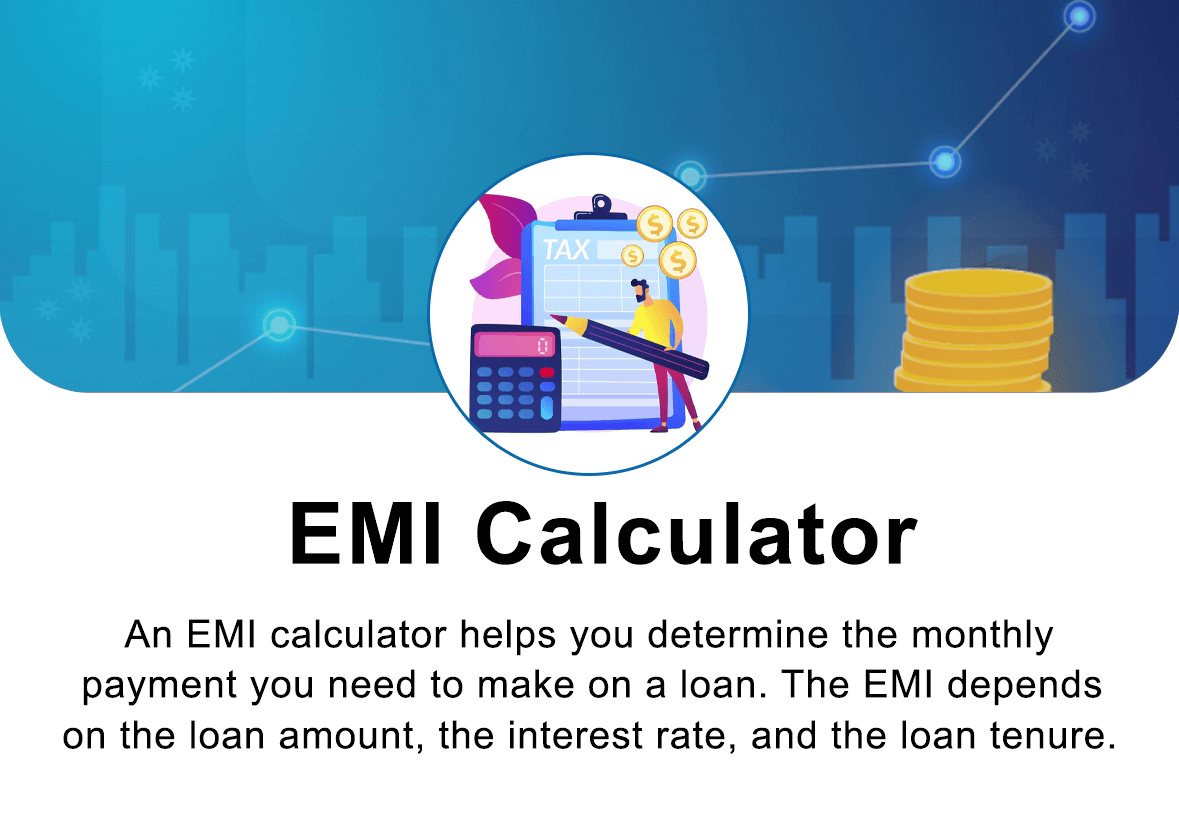 TAX
0
EMI Calculator
An EMI calculator helps you determine the monthly
payment you need to make on a loan. The EMI depends
on the loan amount, the interest rate, and the loan tenure.